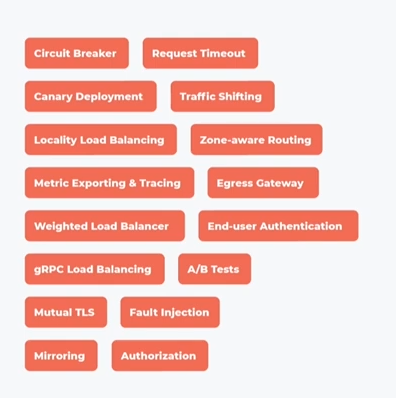 Circuit Breaker Request Timeout
Canary Deployment Traffic Shifting
Locality Load Balancing Zone-aware Routing
Metric Exporting & Tracing Egress Gateway
Weighted Load Balancer End-user Authentication
gRPC Load Balancing A/B Tests
Mutual TLS Fault Injection
Mirroring Authorization